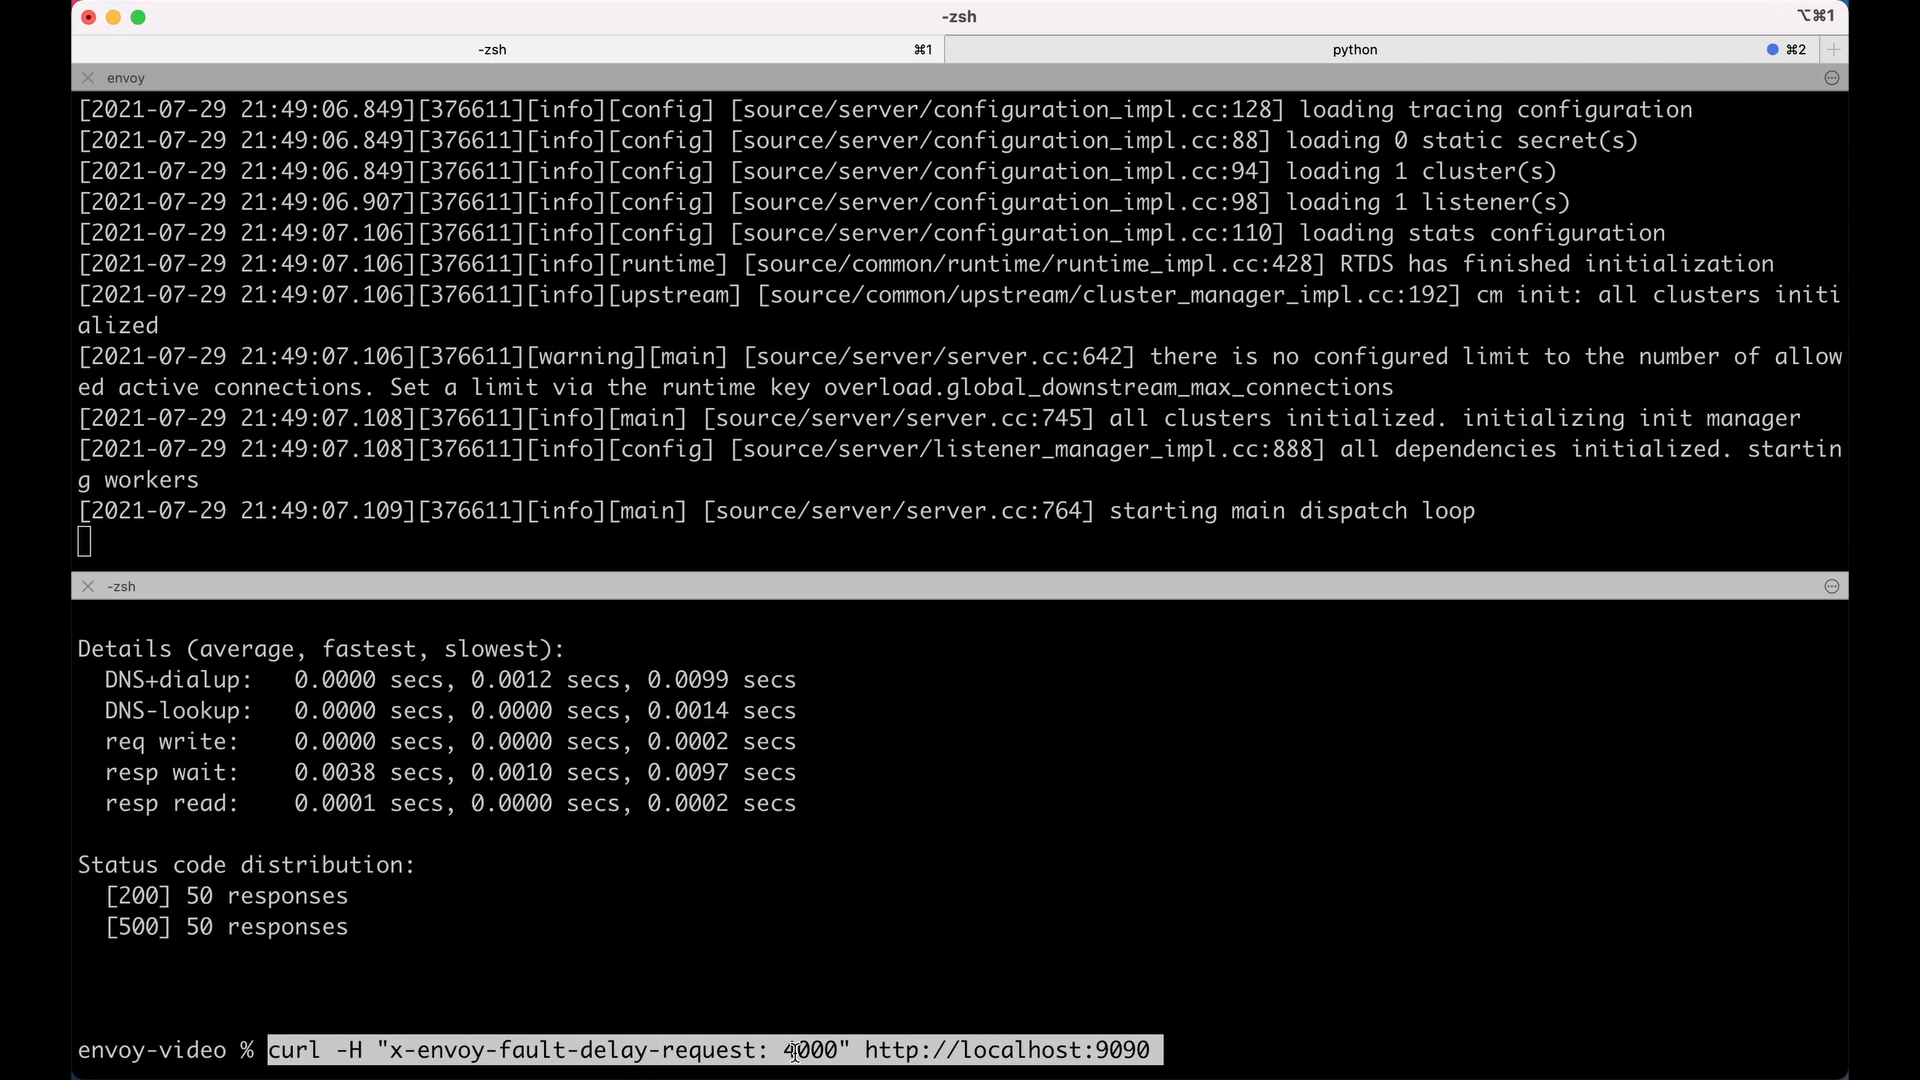 -zsh
⌥⌘1
-zsh ⌘1 python ⌘2 +
envoy
[2021-07-29 21:49:06.849][376611][info][config] [source/server/configuration_impl.cc:128] loading tracing configuration
[2021-07-29 21:49:06.849][376611][info][config] [source/server/configuration_impl.cc:88] loading 0 static secret(s)
[2021-07-29 21:49:06.849][376611][info][config] [source/server/configuration_impl.cc:94] loading 1 cluster(s)
[2021-07-29 21:49:06.907][376611][info][config] [source/server/configuration_impl.cc:98] loading 1 listener(s)
[2021-07-29 21:49:07.106][376611][info][config] [source/server/configuration_impl.cc:110] loading stats configuration
[2021-07-29 21:49:07.106][376611][info][runtime] [source/common/runtime/runtime_impl.cc:428] RTDS has finished initialization
[2021-07-29 21:49:07.106][376611][info][upstream] [source/common/upstream/cluster_manager_impl.cc:192] cm init: all clusters initi
alized
[2021-07-29 21:49:07.106][376611][warning][main] [source/server/server.cc:642] there is no configured limit to the number of allow
ed active connections. Set a limit via the runtime key overload.global_downstream_max_connections
[2021-07-29 21:49:07.108][376611][info][main] [source/server/server.cc:745] all clusters initialized. initializing init manager
[2021-07-29 21:49:07.108][376611][info][config] [source/server/listener_manager_impl.cc:888] all dependencies initialized. startin
g workers
[2021-07-29 21:49:07.109][376611][info][main] [source/server/server.cc:764] starting main dispatch loop
-zsh
Details (average, fastest, slowest):
DNS+dialup: 0.0000 secs, 0.0012 secs, 0.0099 secs
DNS-lookup: 0.0000 secs, 0.0000 secs, 0.0014 secs
req write: 0.0000 secs, 0.0000 secs, 0.0002 secs
resp wait: 0.0038 secs, 0.0010 secs, 0.0097 secs
resp read: 0.0001 secs, 0.0000 secs, 0.0002 secs
Status code distribution:
[200] 50 responses
[500] 50 responses
envoy-video % curl -H "x-envoy-fault-delay-request: 4000" http://localhost:9090